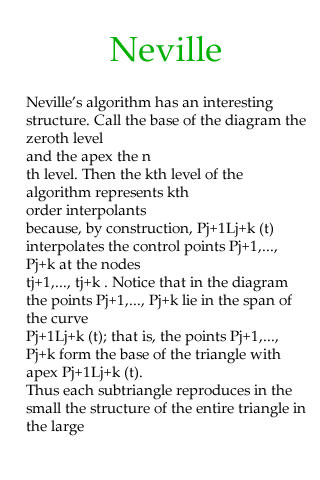 Neville
Neville's algorithm has an interesting
structure. Call the base of the diagram the
zeroth level
and the apex the n
th level. Then the kth level of the
algorithm represents kth
order interpolants
because, by construction, Pj+1Lj+k (t)
interpolates the control points Pj+1,...,
Pj+k at the nodes
tj+1,..., tj+k . Notice that in the diagram
the points Pj+1,..., Pj+k lie in the span of
the curve
Pj+1Lj+k (t); that is, the points Pj+1,...,
Pj+k form the base of the triangle with
apex Pj+1Lj+k (t).
Thus each subtriangle reproduces in the
small the structure of the entire triangle in
the large